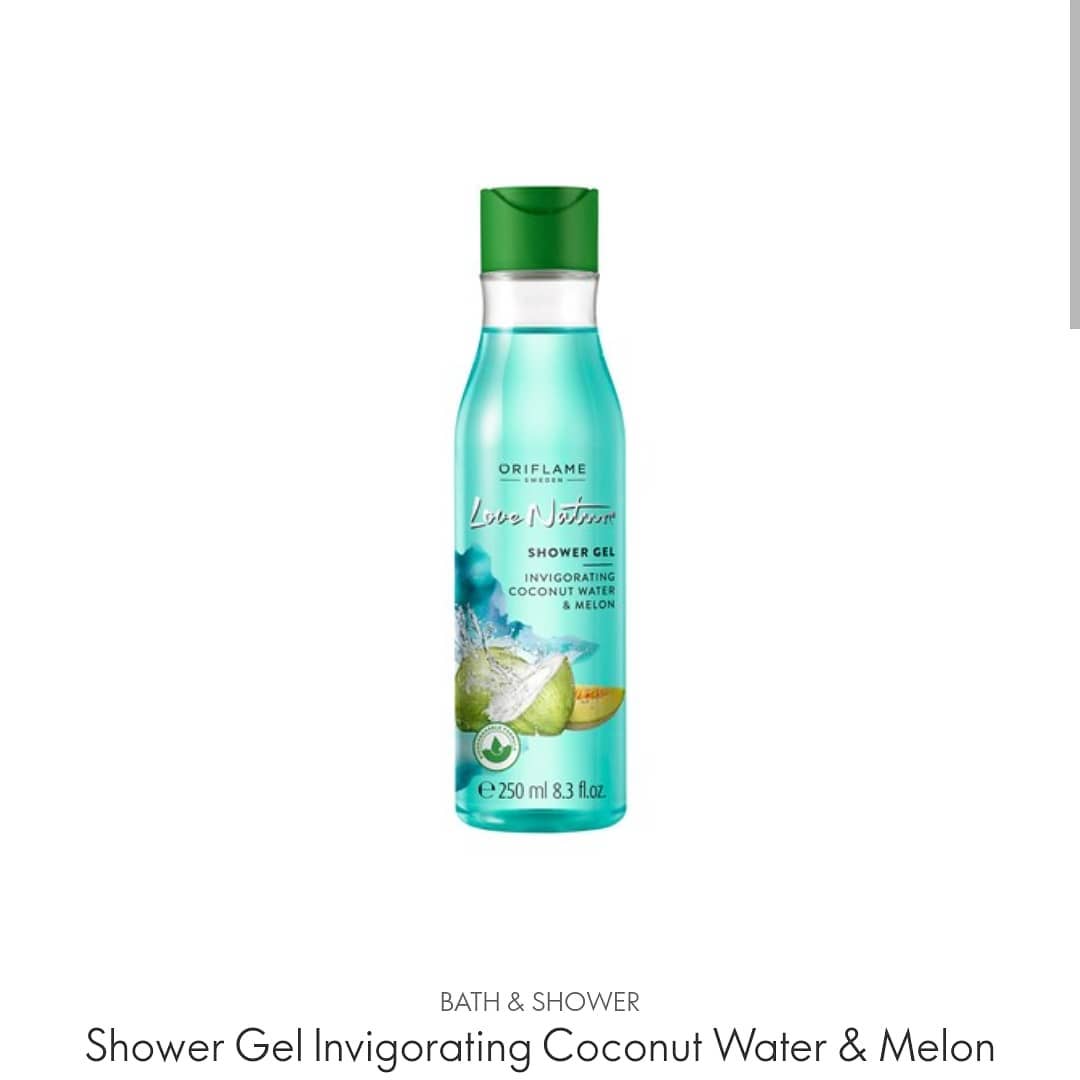 ORIFLAME
SWEDEN
Love Nature
SHOWER GEL
INVIGORATING
COCONUT WATER
& MELON
e 250 ml 8.3 fl.oz.
BATH & SHOWER
Shower Gel Invigorating Coconut Water & Melon